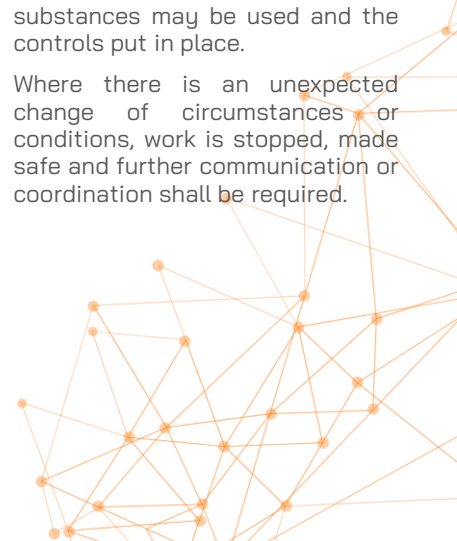 substances may be used and the
controls put in place.
Where there is an unexpected
change of circumstances or
conditions, work is stopped, made
safe and further communication or
coordination shall be required.